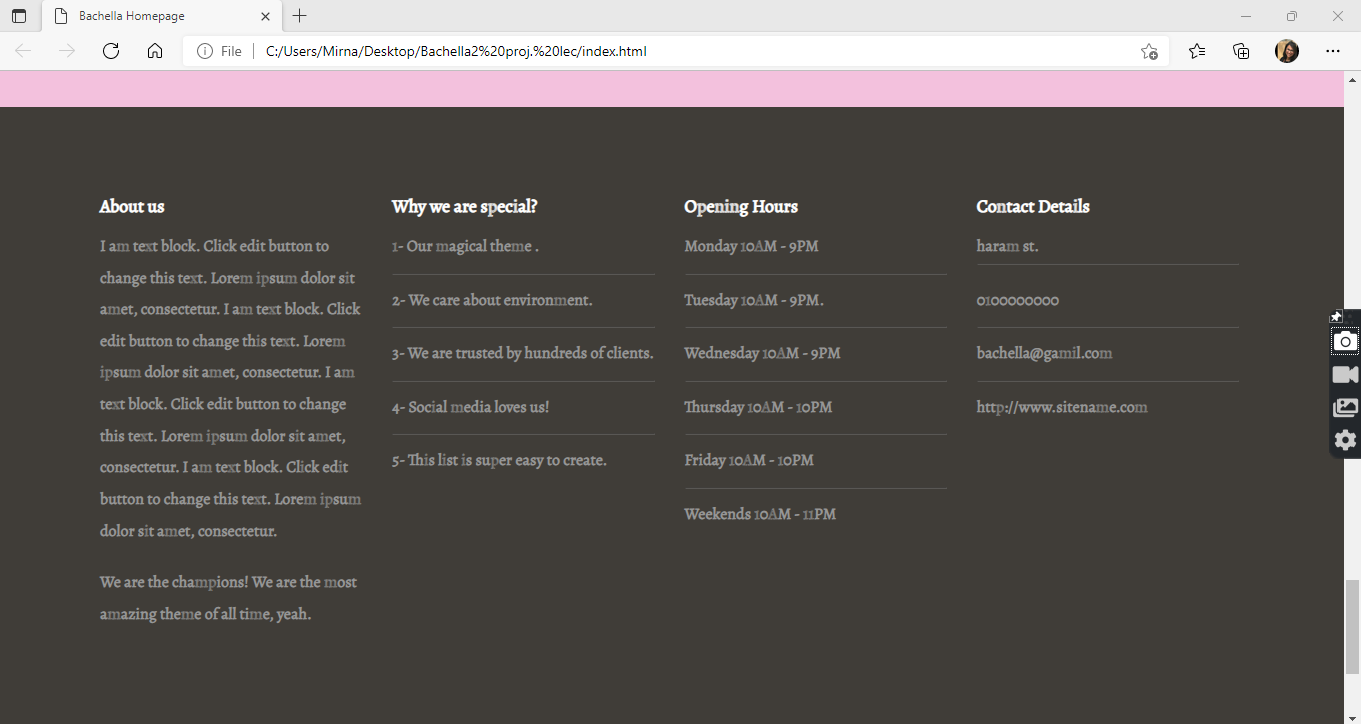 Bachella Homepage
File
C:/Users/Mirna/Desktop/Bachella2%20proj.%20lec/index.html
About us
I am text block. Click edit button to
change this text. Lorem ipsum dolor sit
amet, consectetur. I am text block. Click
edit button to change this text. Lorem
ipsum dolor sit amet, consectetur. I am
text block. Click edit button to change
this text. Lorem ipsum dolor sit amet,
consectetur. I am text block. Click edit
button to change this text. Lorem ipsum
dolor sit amet, consectetur.
We are the champions! We are the most
amazing theme of all time, yeah.
Why we are special?
1- Our magical theme .
2- We care about environment.
3- We are trusted by hundreds of clients.
4- Social media loves us!
5- This list is super easy to create.
Opening Hours
Monday 10AM - 9PM
Tuesday 10AM - 9PM.
Wednesday 10AM - 9PM
Thursday 10AM - 10PM
Friday 10AM - 10PM
Weekends 10AM - 11PM
Contact Details
haram st.
0100000000
bachella@gamil.com
http://www.sitename.com